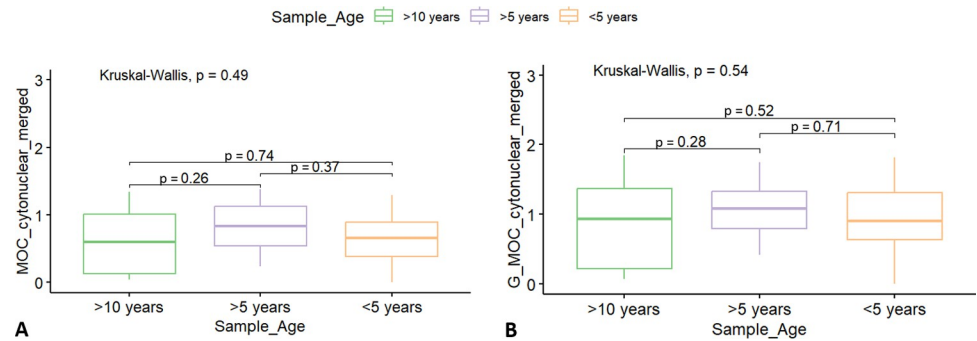 Sample_Age >10 years >5 years <5 years
Kruskal-Wallis, p = 0.49
p = 0.74
p = 0.26
p = 0.37
MOC_cytonuclear_merged
3
2
1
0
>10 years >5 years <5 years
Sample_Age
A
Kruskal-Wallis, p = 0.54
p = 0.52
p = 0.28
p = 0.71
G_MOC_cytonuclear_merged
3
2
1
0
>10 years >5 years <5 years
Sample_Age
B